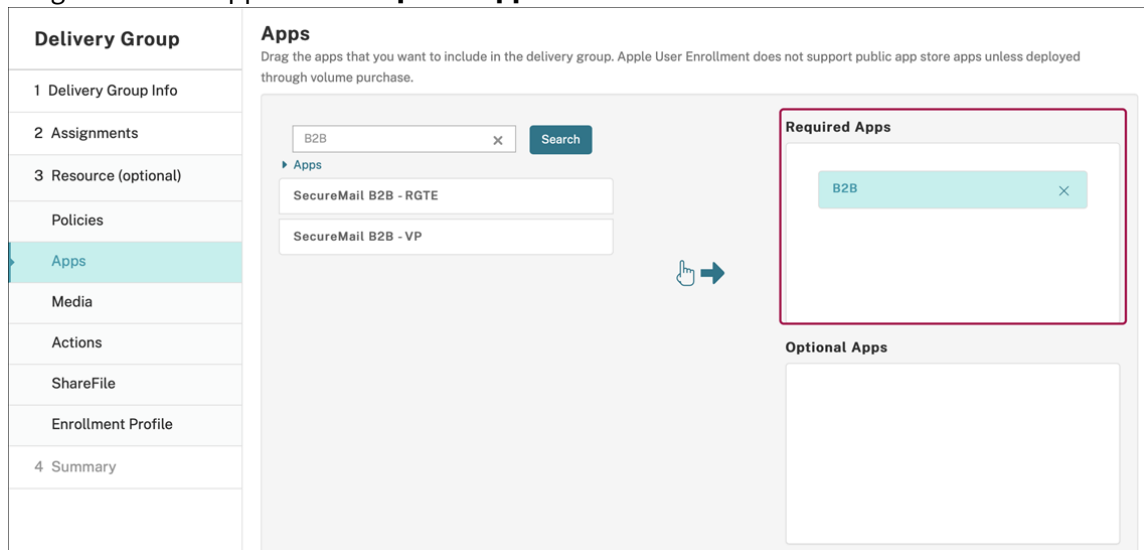 Delivery Group
1 Delivery Group Info
2 Assignments
3 Resource (optional)
Policies
Apps
Media
Actions
ShareFile
Enrollment Profile
4 Summary
Apps
Drag the apps that you want to include in the delivery group. Apple User Enrollment does not support public app store apps unless deployed
through volume purchase.
B2B
Search
Apps
SecureMail B2B - RGTE
SecureMail B2B - VP
Required Apps
B2B
Optional Apps